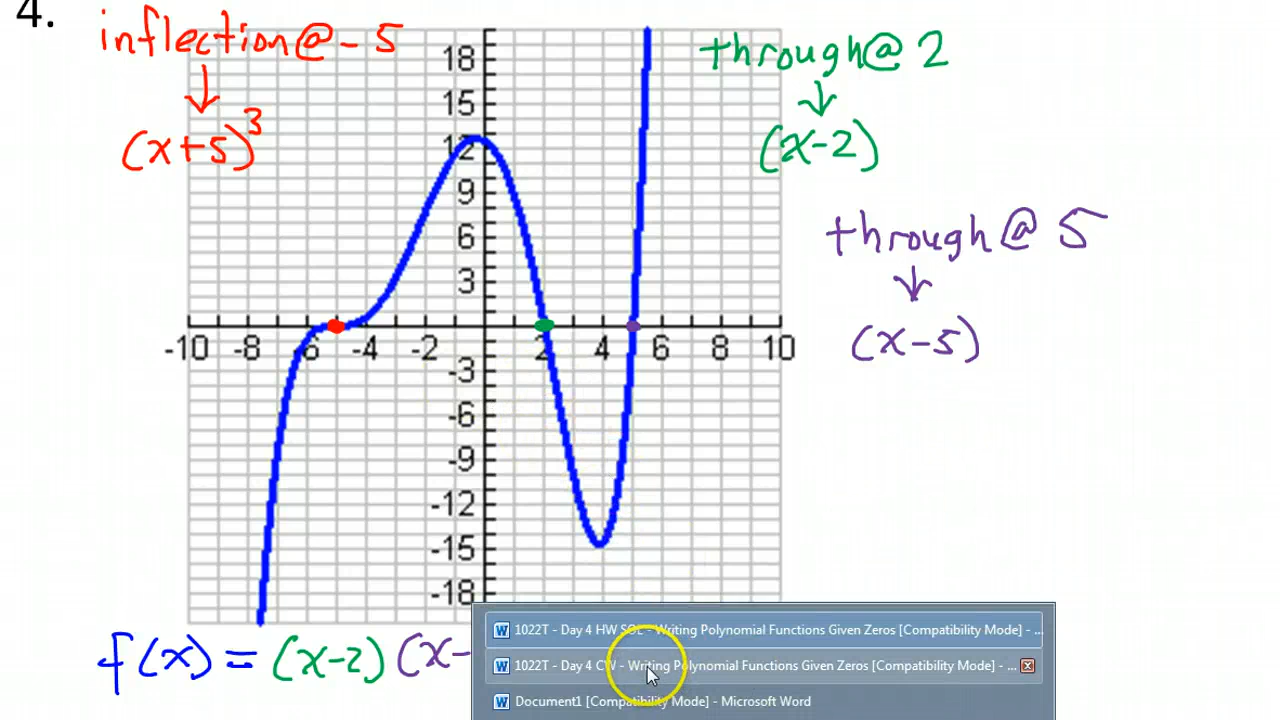 4.
inflection@-5
↓
(x+5)³
through@ 2
↓
(x-2)
through@ 5
↓
(x-5)
18
15
12
9
6
3
-10 -8 -6 -4 -2 2 4 6 8 10
-3
-6
-9
-12
-15
-18
f(x) = (x-2) (x-
1022T - Day 4 HW SOL - Writing Polynomial Functions Given Zeros [Compatibility Mode] - ...
1022T - Day 4 CW - Writing Polynomial Functions Given Zeros [Compatibility Mode] - ...
Document1 [Compatibility Mode] - Microsoft Word